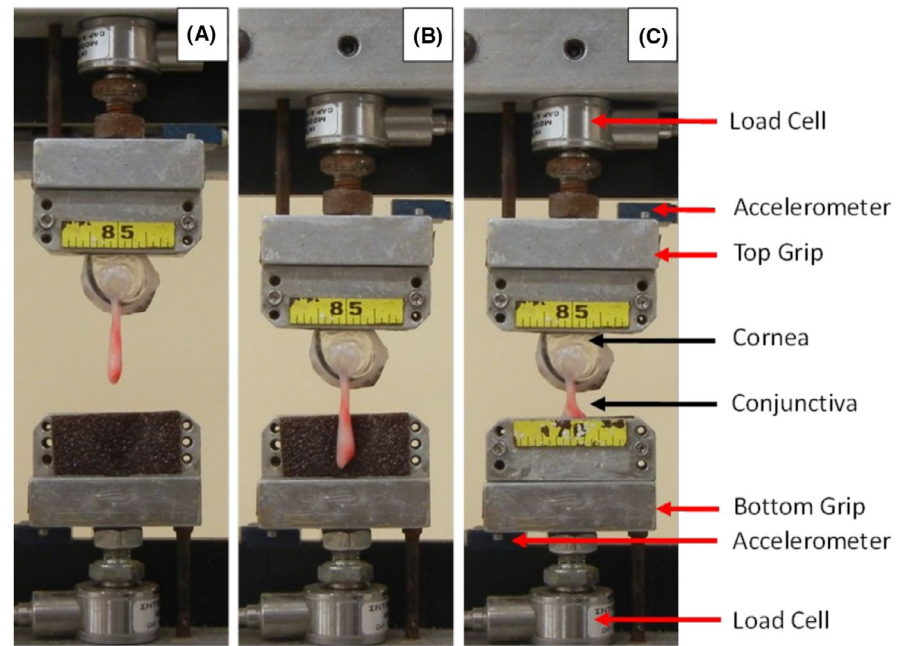 (A)
(B)
(C)
85
85
85
Load Cell
Accelerometer
Top Grip
Cornea
Conjunctiva
Bottom Grip
Accelerometer
Load Cell